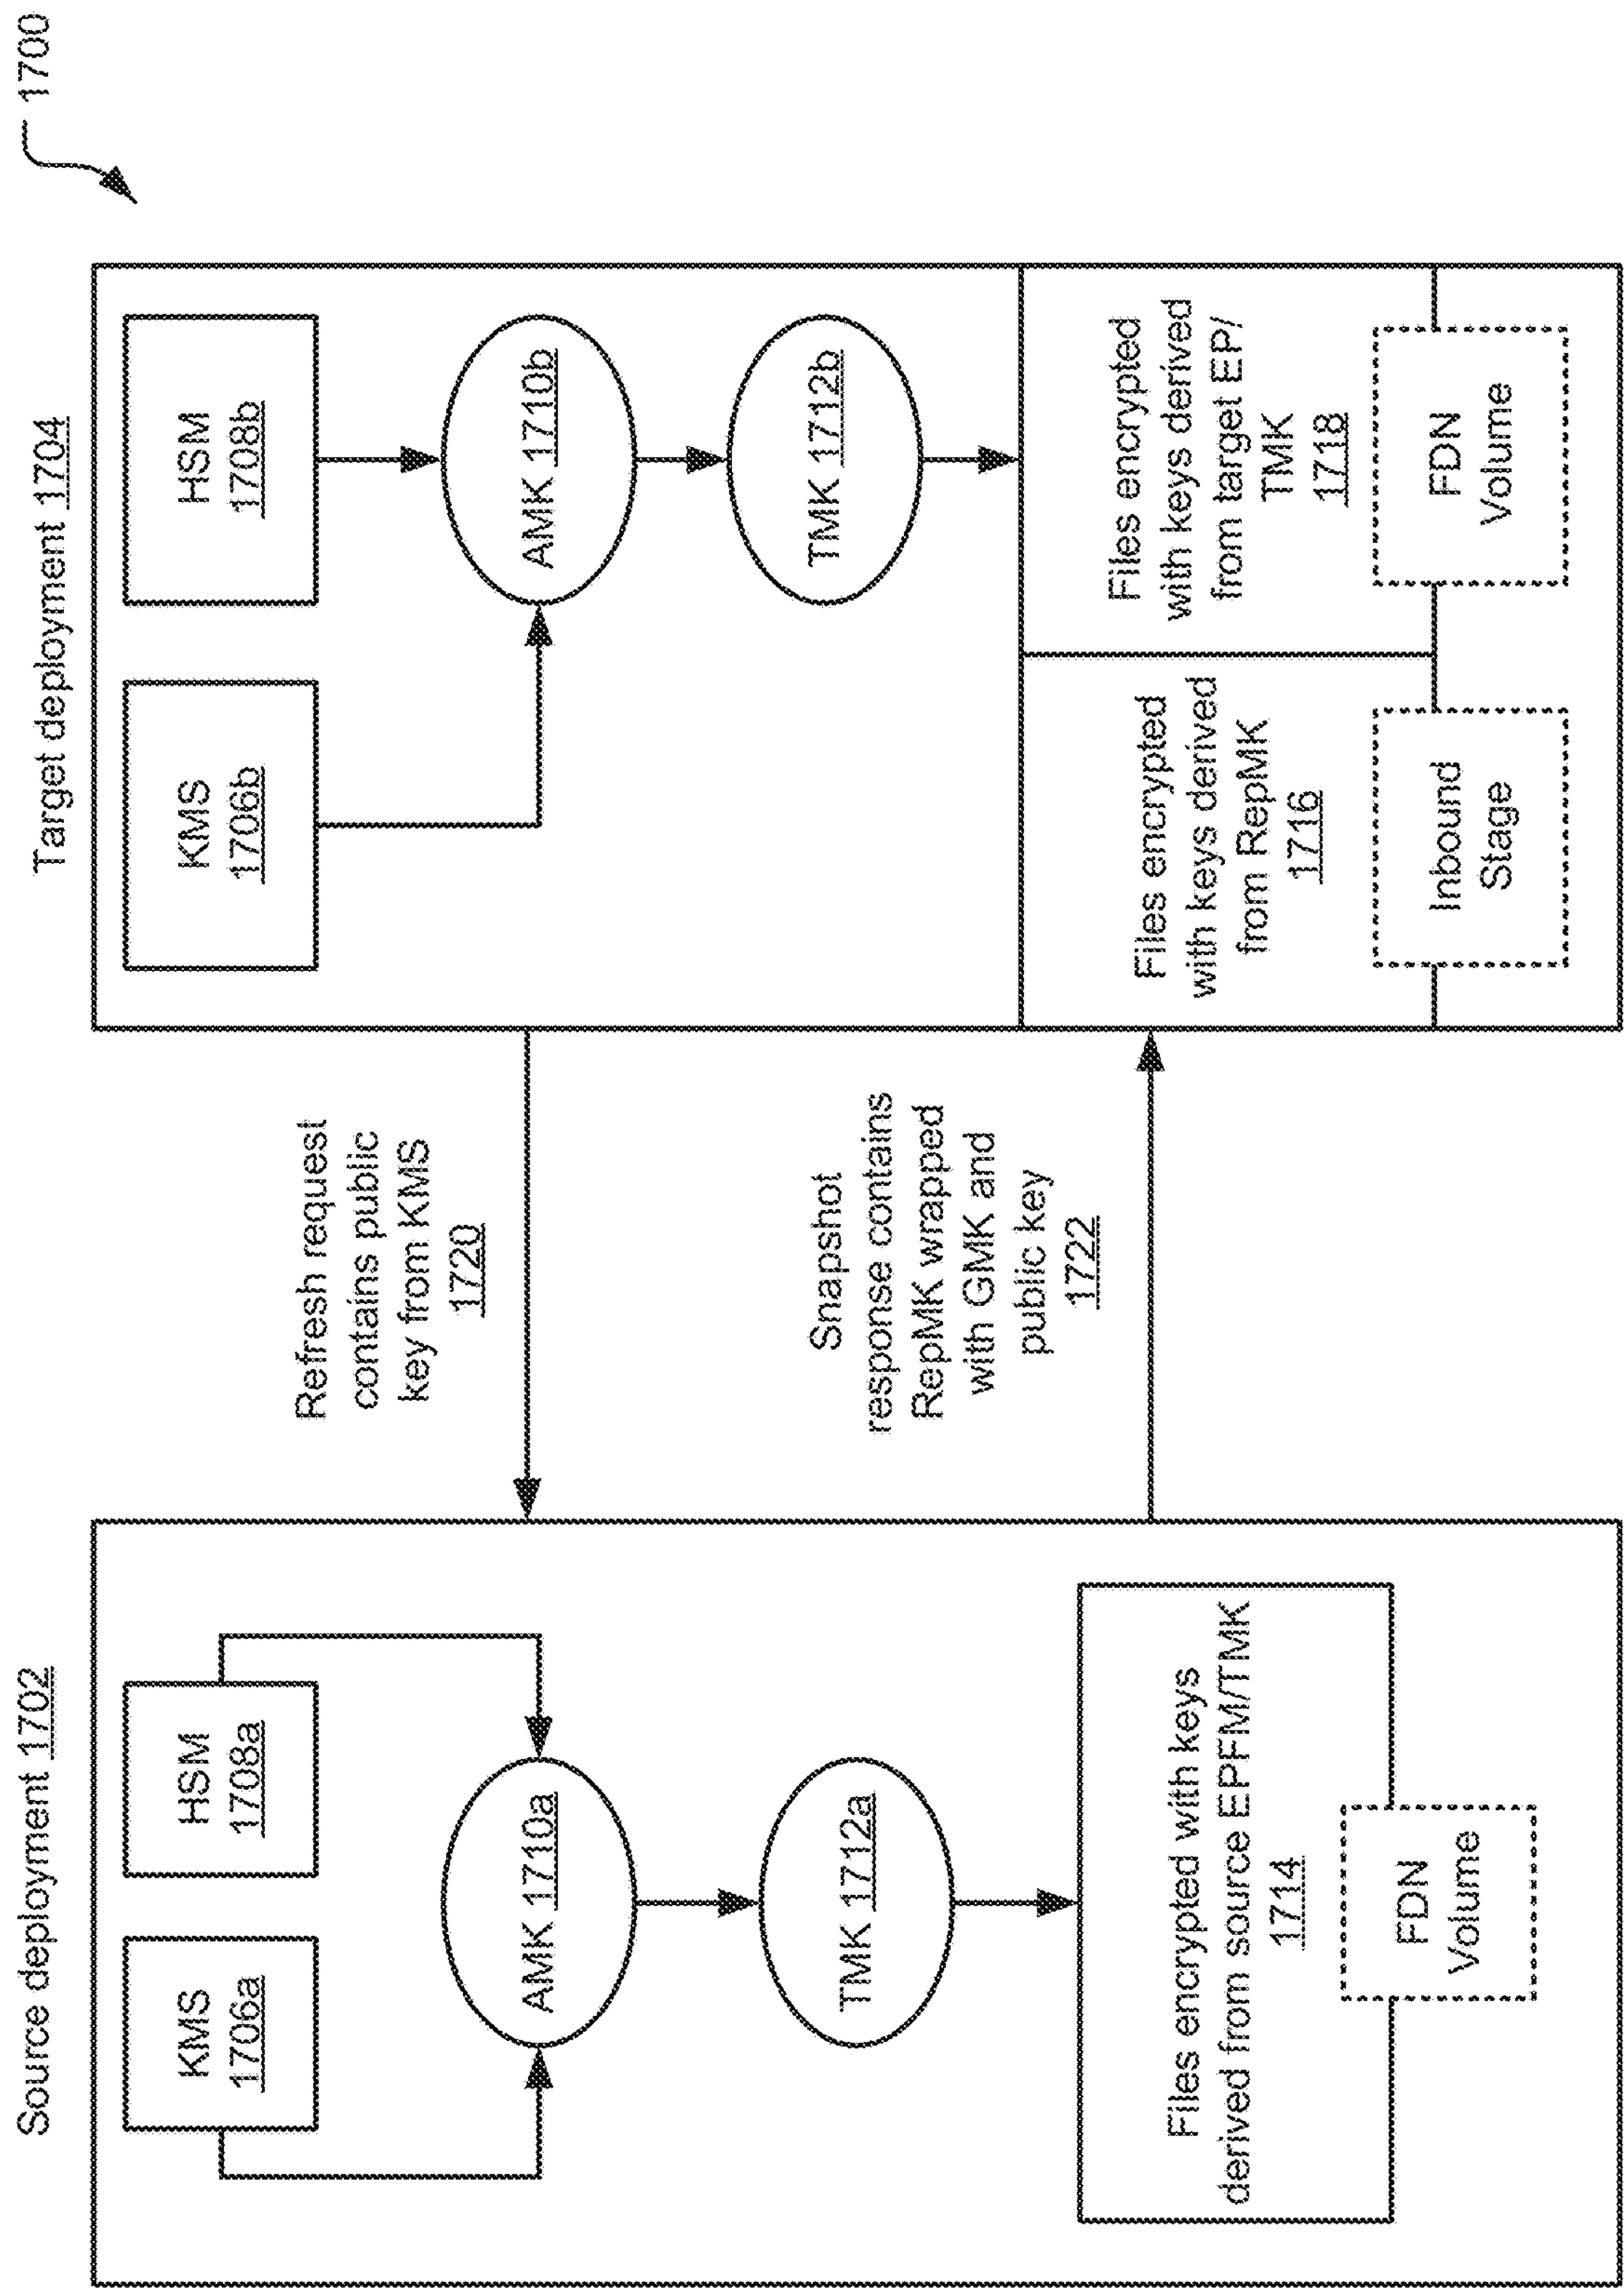 1700
Source deployment 1702
KMS
1706a
HSM
1708a
AMK 1710a
TMK 1712a
Files encrypted with keys
derived from source EPFM/TMK
1714
FDN
Volume
Refresh request
contains public
key from KMS
1720
Snapshot
response contains
RepMK wrapped
with GMK and
public key
1722
Target deployment 1704
KMS
1706b
HSM
1708b
AMK 1710b
TMK 1712b
Files encrypted
with keys derived
from RepMK
1716
Inbound
Stage
Files encrypted
with keys derived
from target EP/
TMK
1718
FDN
Volume